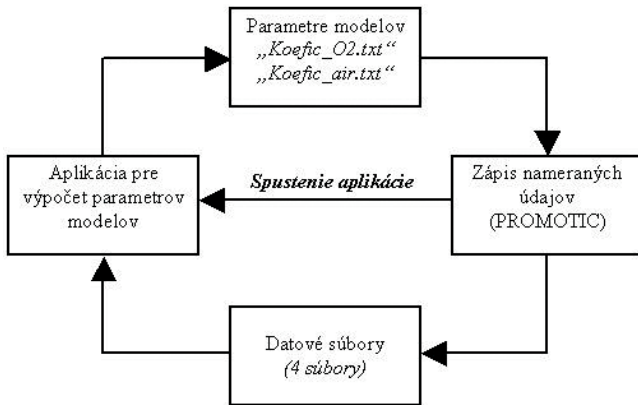 Parametre modelov
„Koefic_O2.txt“
„Koefic_air.txt“
Aplikácia pre
výpočet parametrov
modelov
Spustenie aplikácie
Zápis nameraných
údajov
(PROMOTIC)
Datové súbory
(4 súbory)